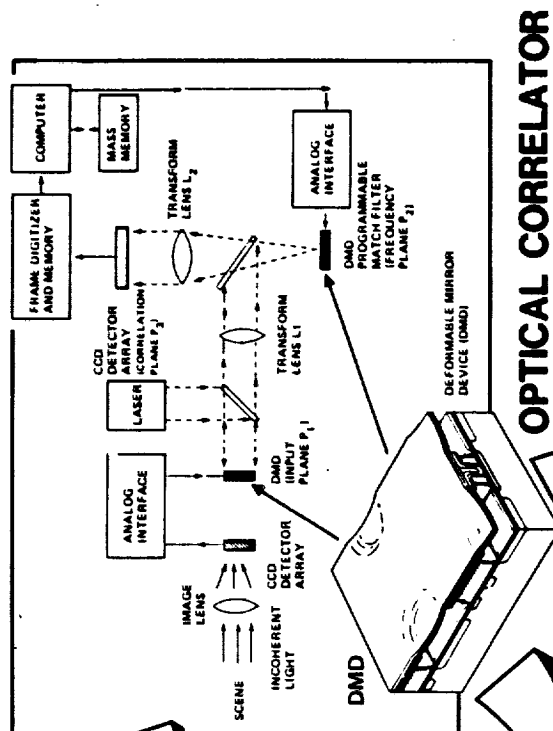 FRAME DIGITIZER
AND MEMORY
COMPUTER
MASS
MEMORY
CCD
DETECTOR
ARRAY
(CORRELATION
PLANE P3)
TRANSFORM
LENS L2
ANALOG
INTERFACE
LASER
ANALOG
INTERFACE
TRANSFORM
LENS L1
DMD
PROGRAMMABLE
MATCH FILTER
(FREQUENCY
PLANE P2)
IMAGE
LENS
SCENE
INCOHERENT
LIGHT
CCD
DETECTOR
ARRAY
DMD
(INPUT
PLANE P1)
DMD
DEFORMABLE MIRROR
DEVICE (DMD)
OPTICAL CORRELATOR